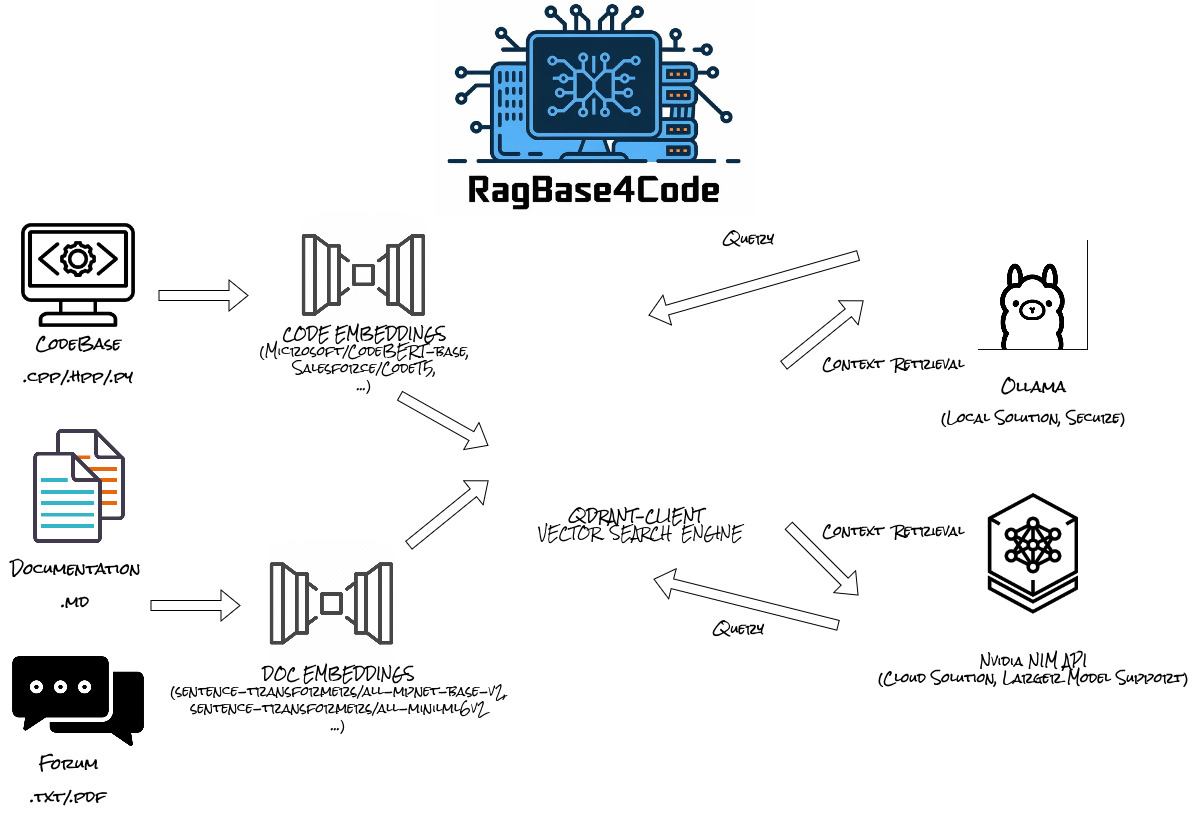 RagBase4Code
CodeBase
.cpp/.hpp/.py
CODE EMBEDDINGS
(Microsoft/CodeBERT-base,
Salesforce/CodeT5,
...)
Documentation
.md
DOC EMBEDDINGS
(sentence-transformers/all-mpnet-base-v2,
sentence-transformers/all-minilml6v2
...)
Forum
.txt/.pdf
QDRANT-CLIENT
VECTOR SEARCH ENGINE
Query
Context Retrieval
Ollama
(Local Solution, Secure)
Context Retrieval
Query
Nvidia NIM API
(Cloud Solution, Larger Model Support)